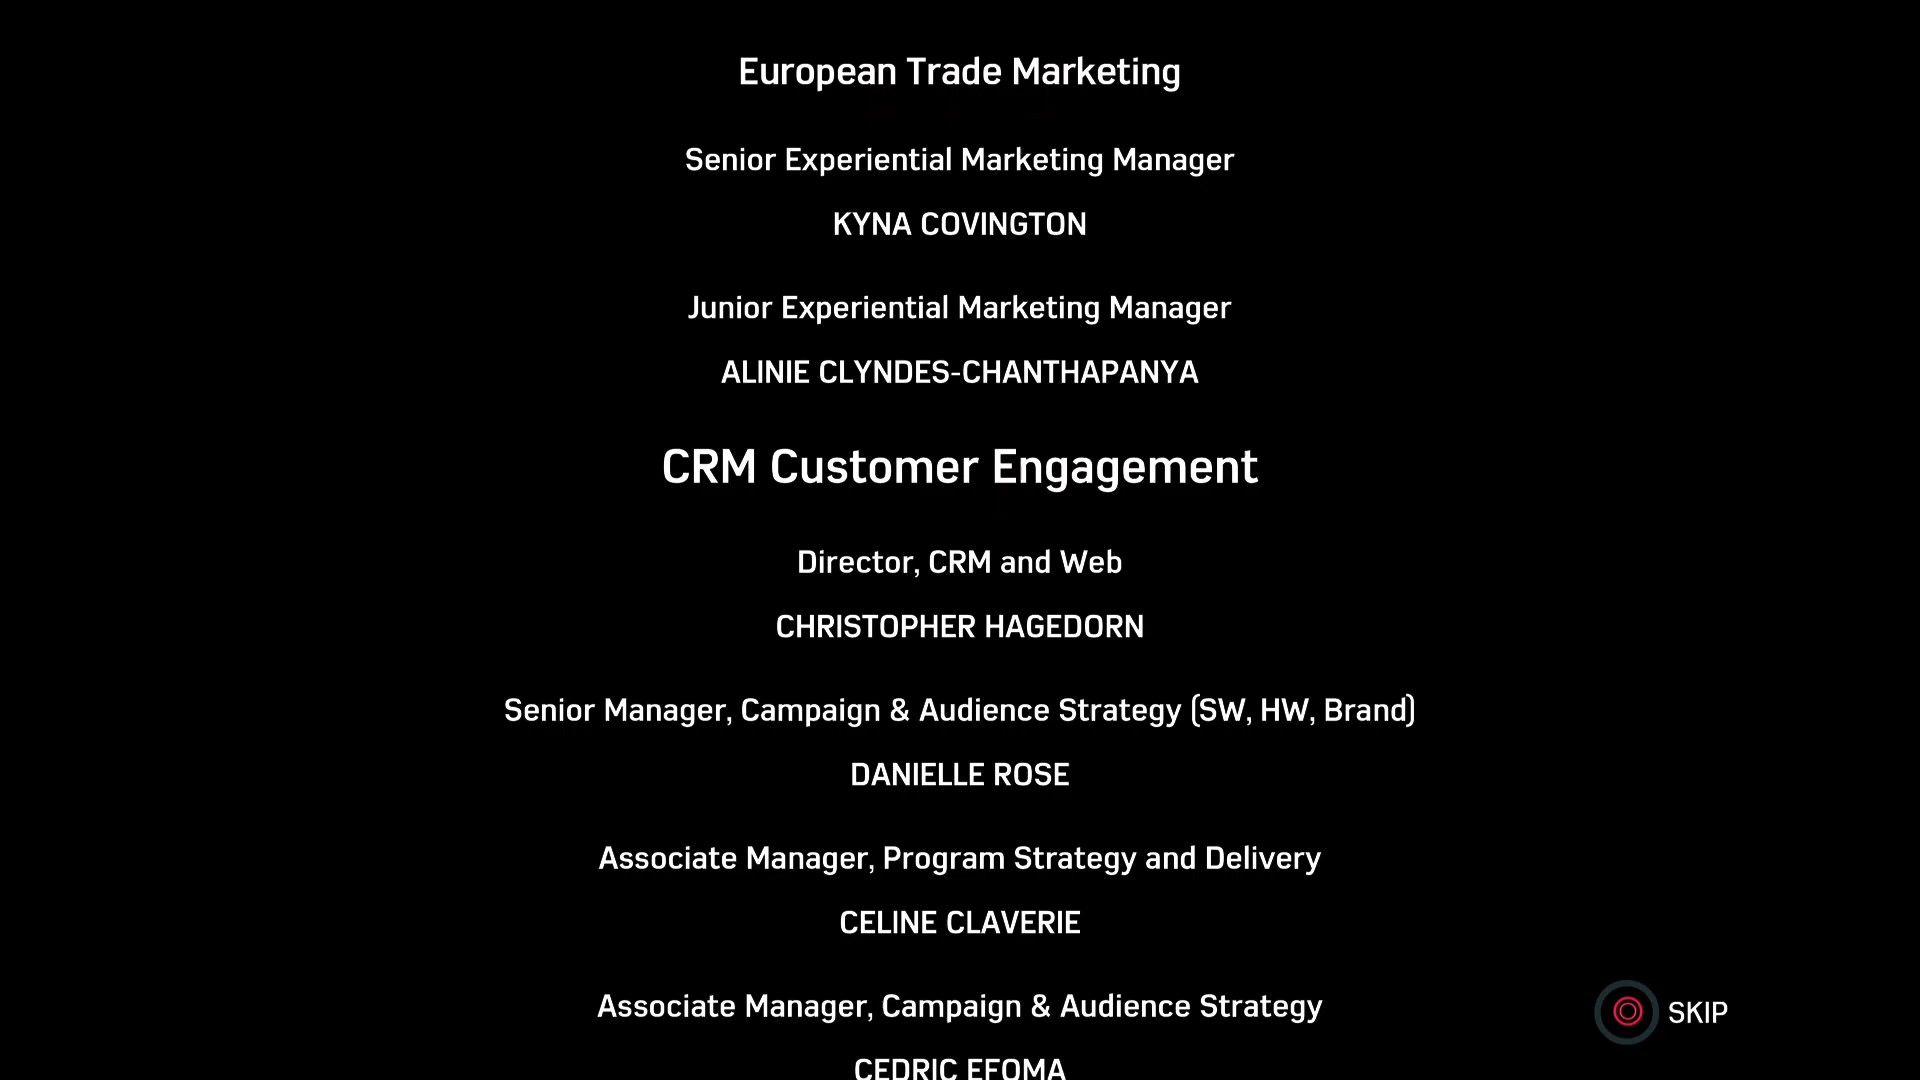 European Trade Marketing
Senior Experiential Marketing Manager
KYNA COVINGTON
Junior Experiential Marketing Manager
ALINIE CLYNDES-CHANTHAPANYA
CRM Customer Engagement
Director, CRM and Web
CHRISTOPHER HAGEDORN
Senior Manager, Campaign & Audience Strategy (SW, HW, Brand)
DANIELLE ROSE
Associate Manager, Program Strategy and Delivery
CELINE CLAVERIE
Associate Manager, Campaign & Audience Strategy
SKIP
CEDRIC EFOMA